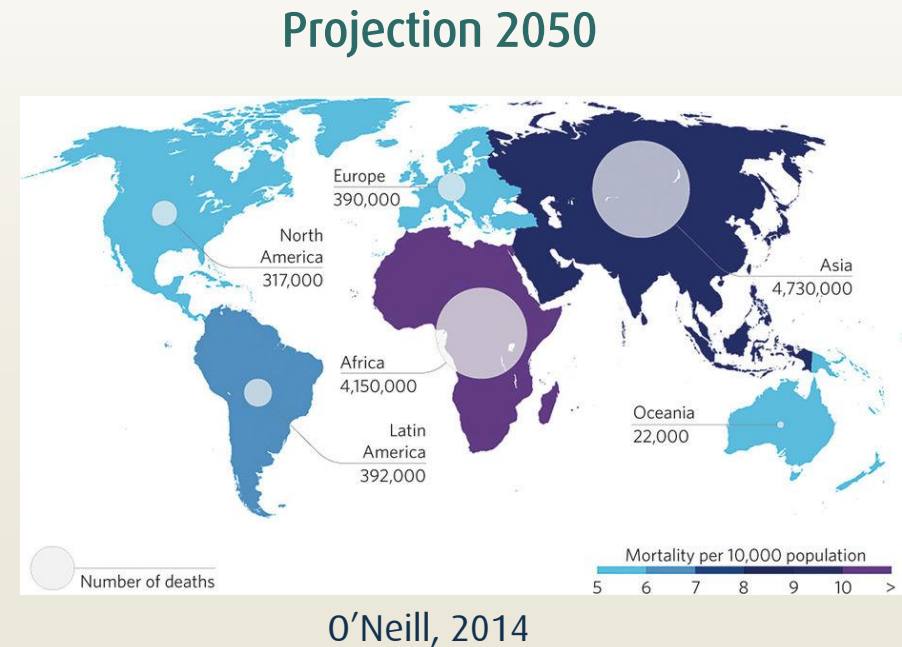 Projection 2050
Europe
390,000
North
America
317,000
Asia
4,730,000
Africa
4,150,000
Latin
America
392,000
Oceania
22,000
Mortality per 10,000 population
5 6 7 8 9 10 >
Number of deaths
O’Neill, 2014